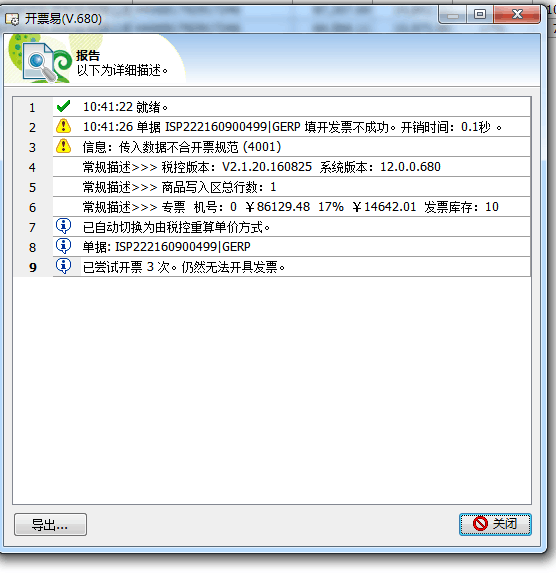 开票易(V.680)
报告
以下为详细描述。
1 10:41:22 就绪。
2 10:41:26 单据 ISP222160900499|GERP 填开发票不成功。开销时间：0.1秒 。
3 信息：传入数据不合开票规范 (4001)
4 常规描述>>> 税控版本：V2.1.20.160825 系统版本：12.0.0.680
5 常规描述>>> 商品写入区总行数：1
6 常规描述>>> 专票 机号：0 ￥86129.48 17% ￥14642.01 发票库存：10
7 已自动切换为由税控重算单价方式。
8 单据: ISP222160900499|GERP
9 已尝试开票 3 次。仍然无法开具发票。
导出...
关闭